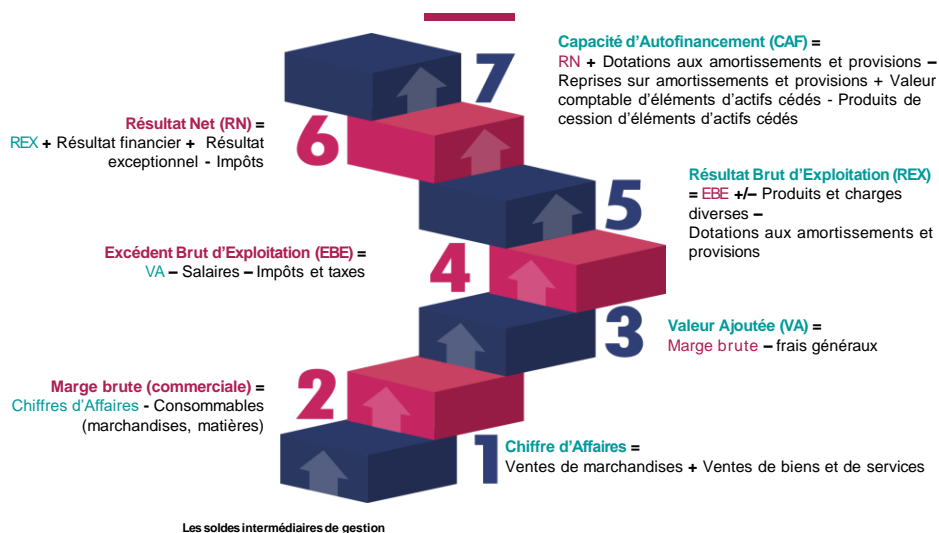 7
Capacité d'Autofinancement (CAF) =
RN + Dotations aux amortissements et provisions –
Reprises sur amortissements et provisions + Valeur
comptable d'éléments d'actifs cédés - Produits de
cession d'éléments d'actifs cédés
Résultat Net (RN) =
REX + Résultat financier + Résultat
exceptionnel - Impôts
6
Résultat Brut d'Exploitation (REX)
= EBE +/– Produits et charges
diverses –
Dotations aux amortissements et
provisions
5
Excédent Brut d'Exploitation (EBE) =
VA – Salaires – Impôts et taxes
4
3
Valeur Ajoutée (VA) =
Marge brute – frais généraux
Marge brute (commerciale) =
Chiffres d'Affaires - Consommables
(marchandises, matières)
2
1
Chiffre d'Affaires =
Ventes de marchandises + Ventes de biens et de services
Les soldes intermédiaires de gestion